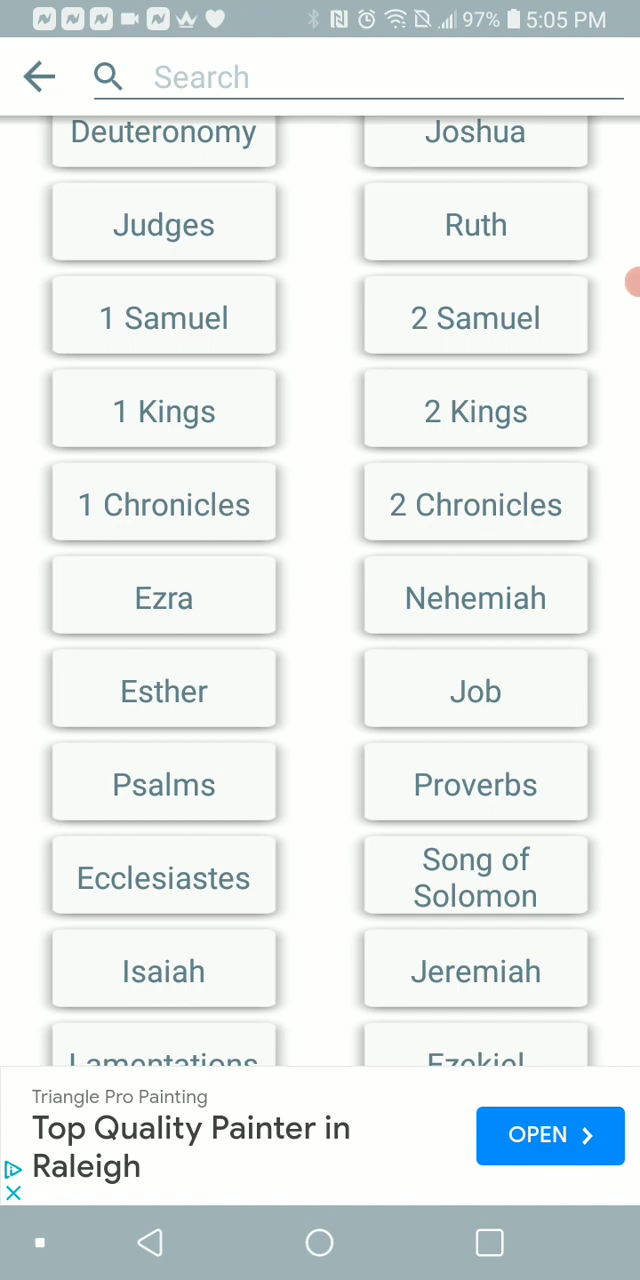 97% 5:05 PM
Search
Deuteronomy
Joshua
Judges
Ruth
1 Samuel
2 Samuel
1 Kings
2 Kings
1 Chronicles
2 Chronicles
Ezra
Nehemiah
Esther
Job
Psalms
Proverbs
Ecclesiastes
Song of
Solomon
Isaiah
Jeremiah
Lamentations
Ezekiel
Triangle Pro Painting
Top Quality Painter in
Raleigh
OPEN